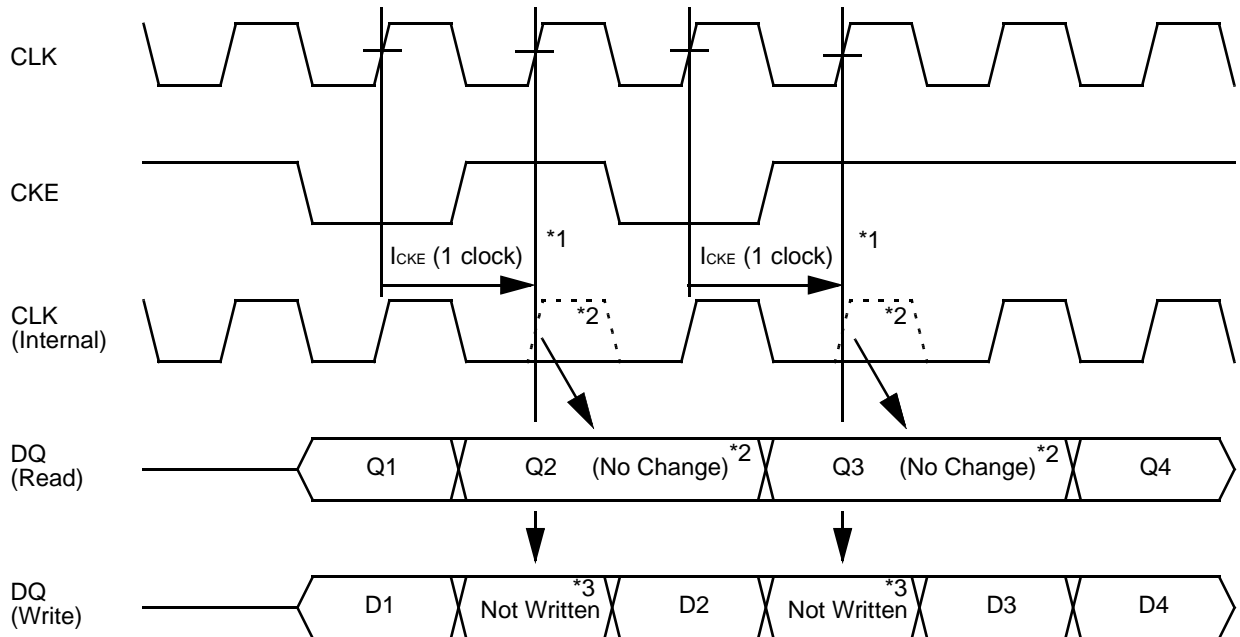 CLK
CKE
*1
*1
ICKE (1 clock)
ICKE (1 clock)
CLK
(Internal)
*2
*2
DQ
(Read)
Q1
Q2
(No Change)*2
Q3
(No Change)*2
Q4
DQ
(Write)
D1
*3
Not Written
D2
*3
Not Written
D3
D4